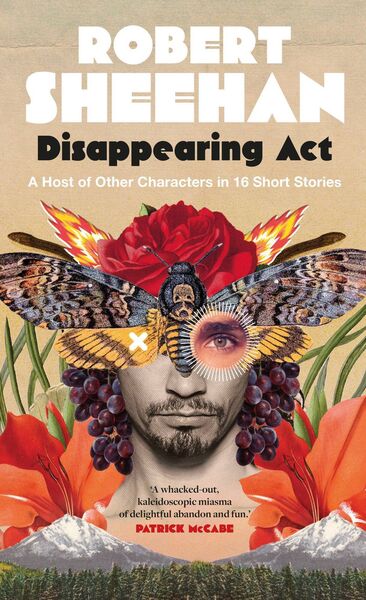 ROBERT
SHEEHAN
Disappearing Act
A Host of Other Characters in 16 Short Stories
‘A whacked-out,
kaleidoscopic miasma
of delightful abandon and fun.’
PATRICK McCABE